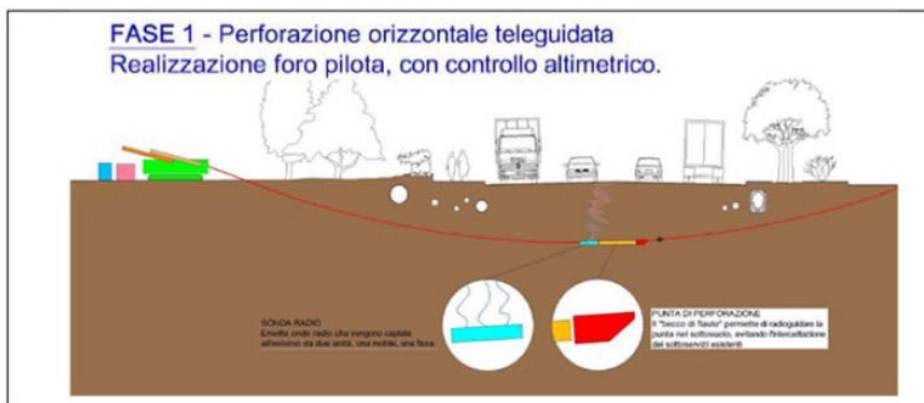 FASE 1 - Perforazione orizzontale teleguidata
Realizzazione foro pilota, con controllo altimetrico.
SONDA RADIO
Emette onde radio che vengono captate
all'esterno da due unità, una mobile, una fissa
PUNTA DI PERFORAZIONE
Il "becco di flauto" permette di radioguidare la
punta nel sottosuolo, evitando l'intercettazione
dei sottoservizi esistenti